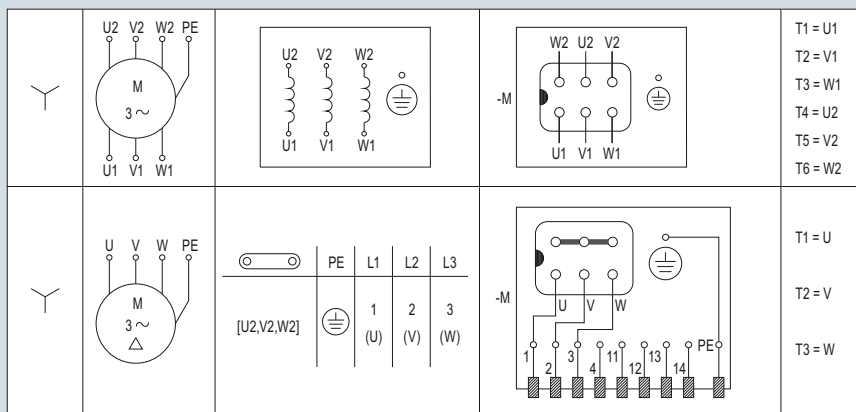 U2 V2 W2 PE
M
3 ~
U1 V1 W1
U2 V2 W2
U1 V1 W1
W2 U2 V2
-M
U1 V1 W1
T1 = U1
T2 = V1
T3 = W1
T4 = U2
T5 = V2
T6 = W2
U V W PE
M
3 ~
PE L1 L2 L3
[U2,V2,W2] 1 2 3
(U) (V) (W)
-M
U V W
1 2 3 4 11 12 13 14 PE
T1 = U
T2 = V
T3 = W